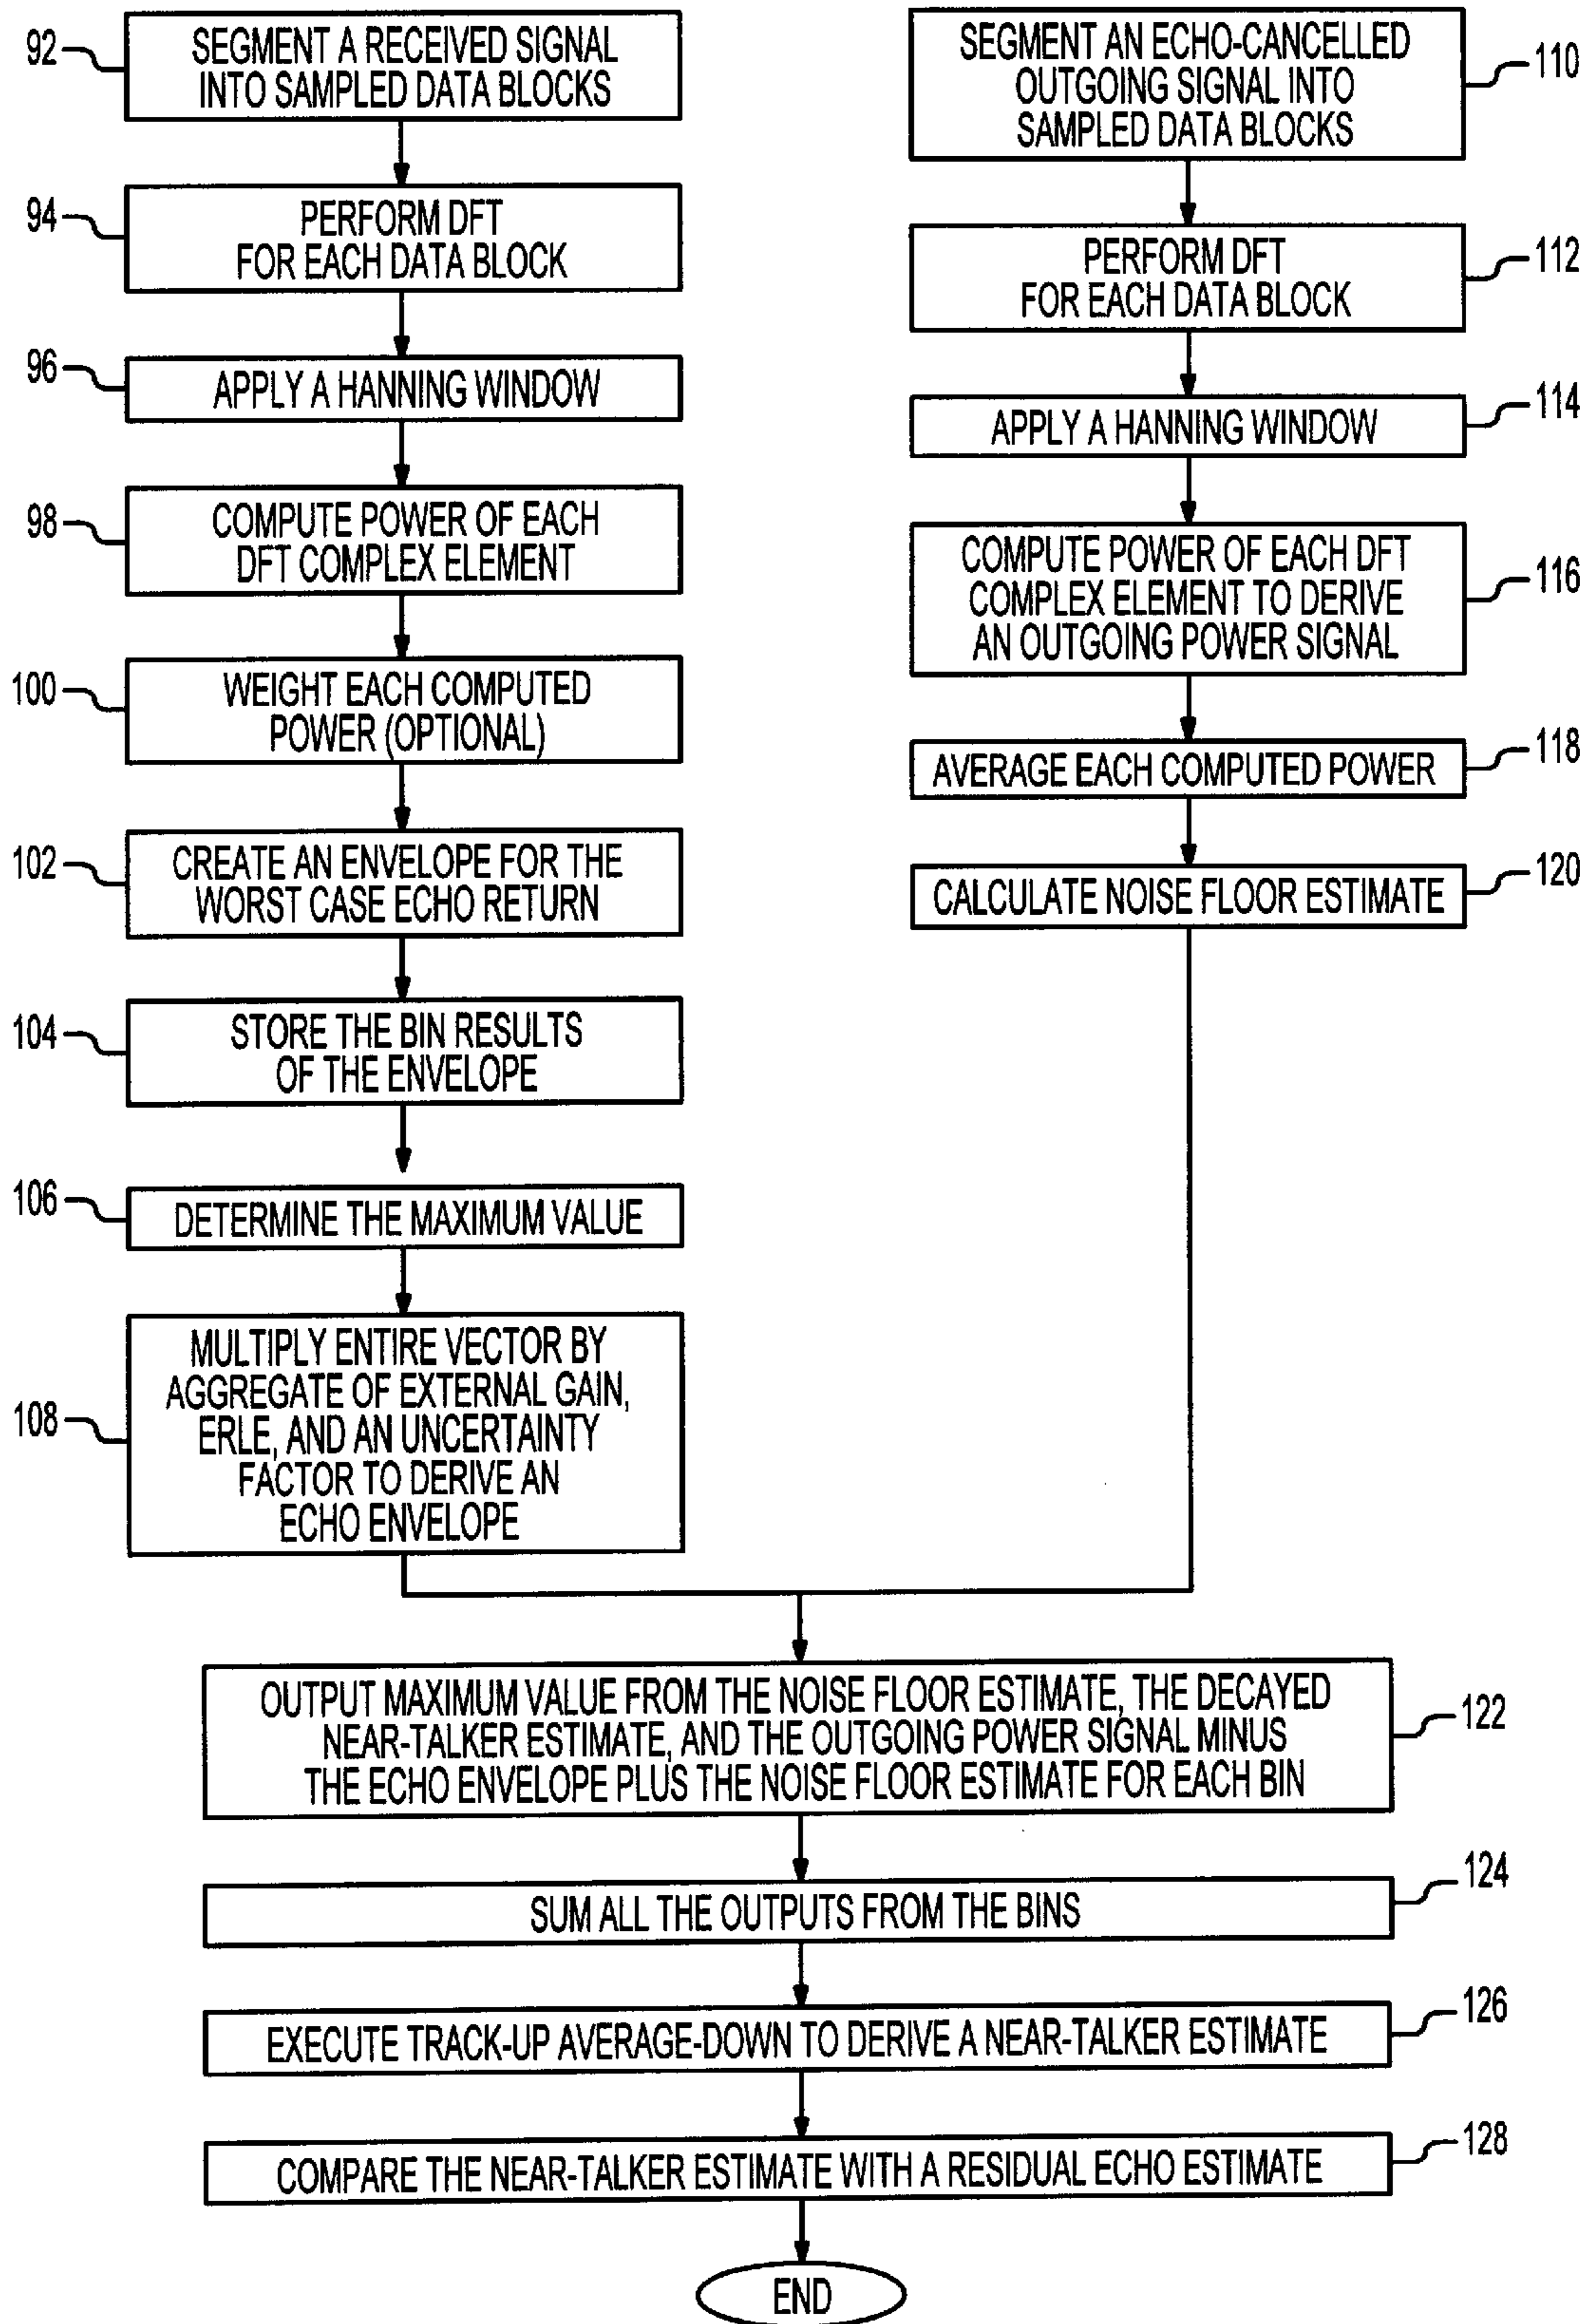 92
SEGMENT A RECEIVED SIGNAL
INTO SAMPLED DATA BLOCKS
94
PERFORM DFT
FOR EACH DATA BLOCK
96
APPLY A HANNING WINDOW
98
COMPUTE POWER OF EACH
DFT COMPLEX ELEMENT
100
WEIGHT EACH COMPUTED
POWER (OPTIONAL)
102
CREATE AN ENVELOPE FOR THE
WORST CASE ECHO RETURN
104
STORE THE BIN RESULTS
OF THE ENVELOPE
106
DETERMINE THE MAXIMUM VALUE
108
MULTIPLY ENTIRE VECTOR BY
AGGREGATE OF EXTERNAL GAIN,
ERLE, AND AN UNCERTAINTY
FACTOR TO DERIVE AN
ECHO ENVELOPE
SEGMENT AN ECHO-CANCELLED
OUTGOING SIGNAL INTO
SAMPLED DATA BLOCKS
110
PERFORM DFT
FOR EACH DATA BLOCK
112
APPLY A HANNING WINDOW
114
COMPUTE POWER OF EACH DFT
COMPLEX ELEMENT TO DERIVE
AN OUTGOING POWER SIGNAL
116
AVERAGE EACH COMPUTED POWER
118
CALCULATE NOISE FLOOR ESTIMATE
120
OUTPUT MAXIMUM VALUE FROM THE NOISE FLOOR ESTIMATE, THE DECAYED
NEAR-TALKER ESTIMATE, AND THE OUTGOING POWER SIGNAL MINUS
THE ECHO ENVELOPE PLUS THE NOISE FLOOR ESTIMATE FOR EACH BIN
122
SUM ALL THE OUTPUTS FROM THE BINS
124
EXECUTE TRACK-UP AVERAGE-DOWN TO DERIVE A NEAR-TALKER ESTIMATE
126
COMPARE THE NEAR-TALKER ESTIMATE WITH A RESIDUAL ECHO ESTIMATE
128
END